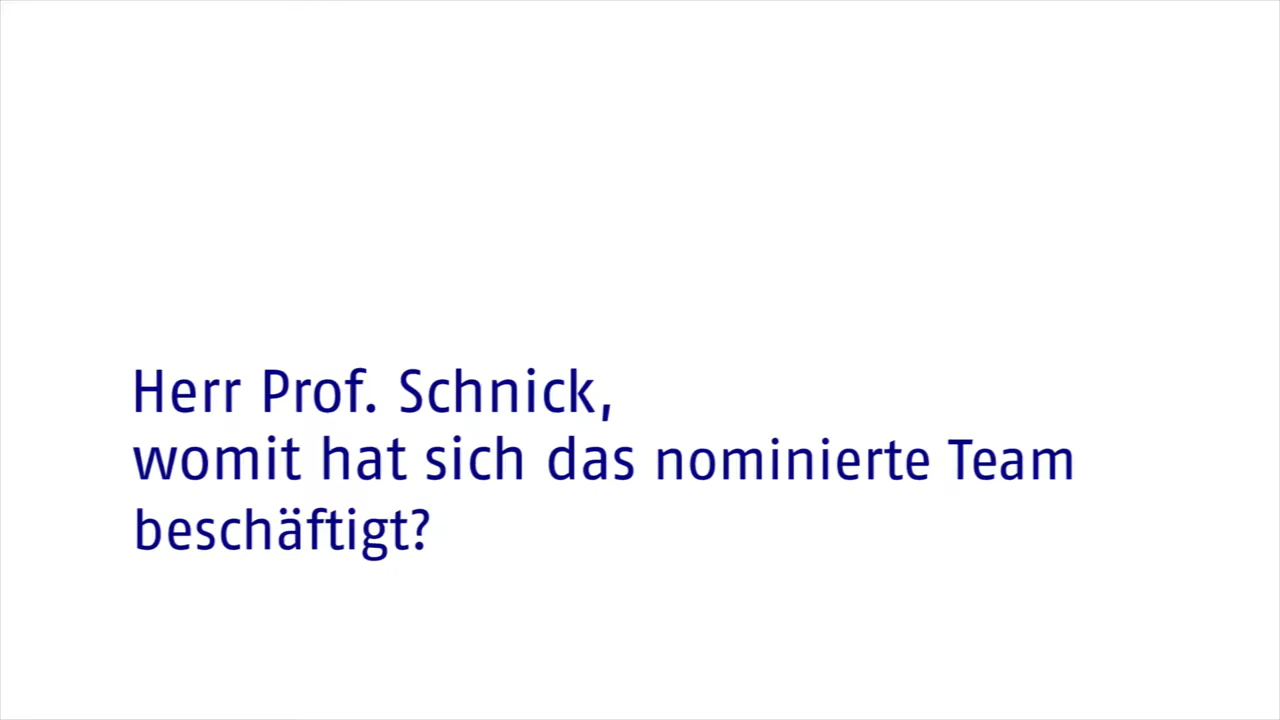 Herr Prof. Schnick,
womit hat sich das nominierte Team
beschäftigt?